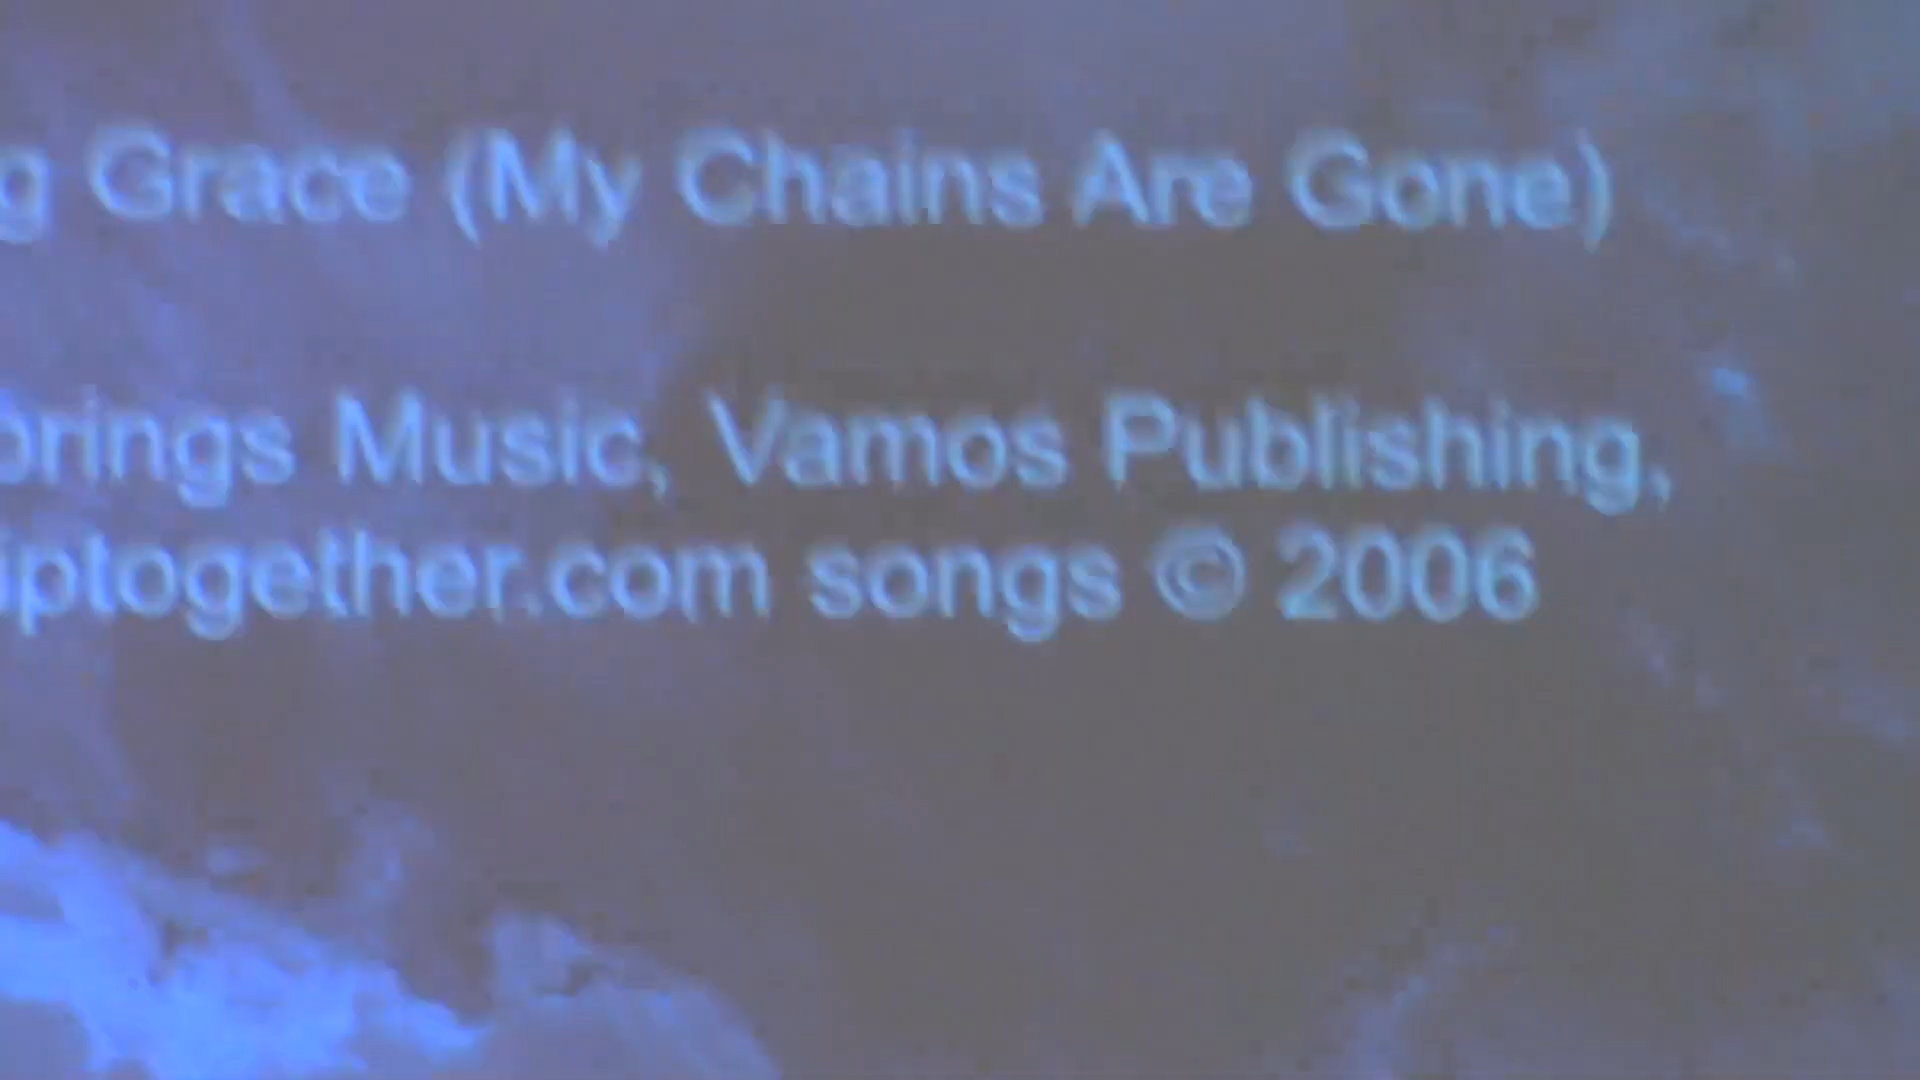 g Grace (My Chains Are Gone)
prings Music, Vamos Publishing,
iptogether.com songs © 2006